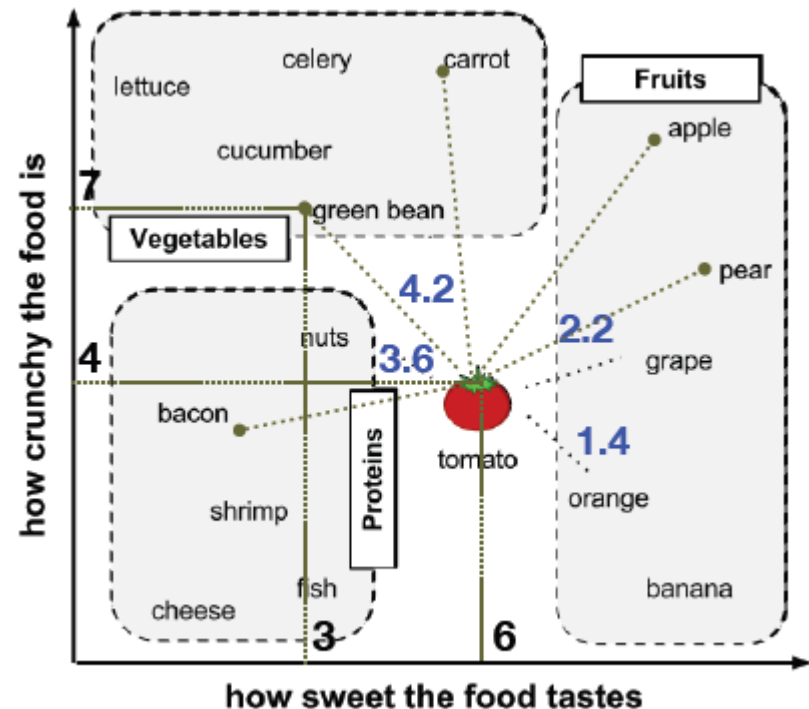 how crunchy the food is
lettuce
celery
carrot
cucumber
7
green bean
Vegetables
Fruits
apple
pear
4.2
2.2
nuts
3.6
grape
4
bacon
tomato
1.4
orange
Proteins
shrimp
fish
cheese
banana
3
6
how sweet the food tastes